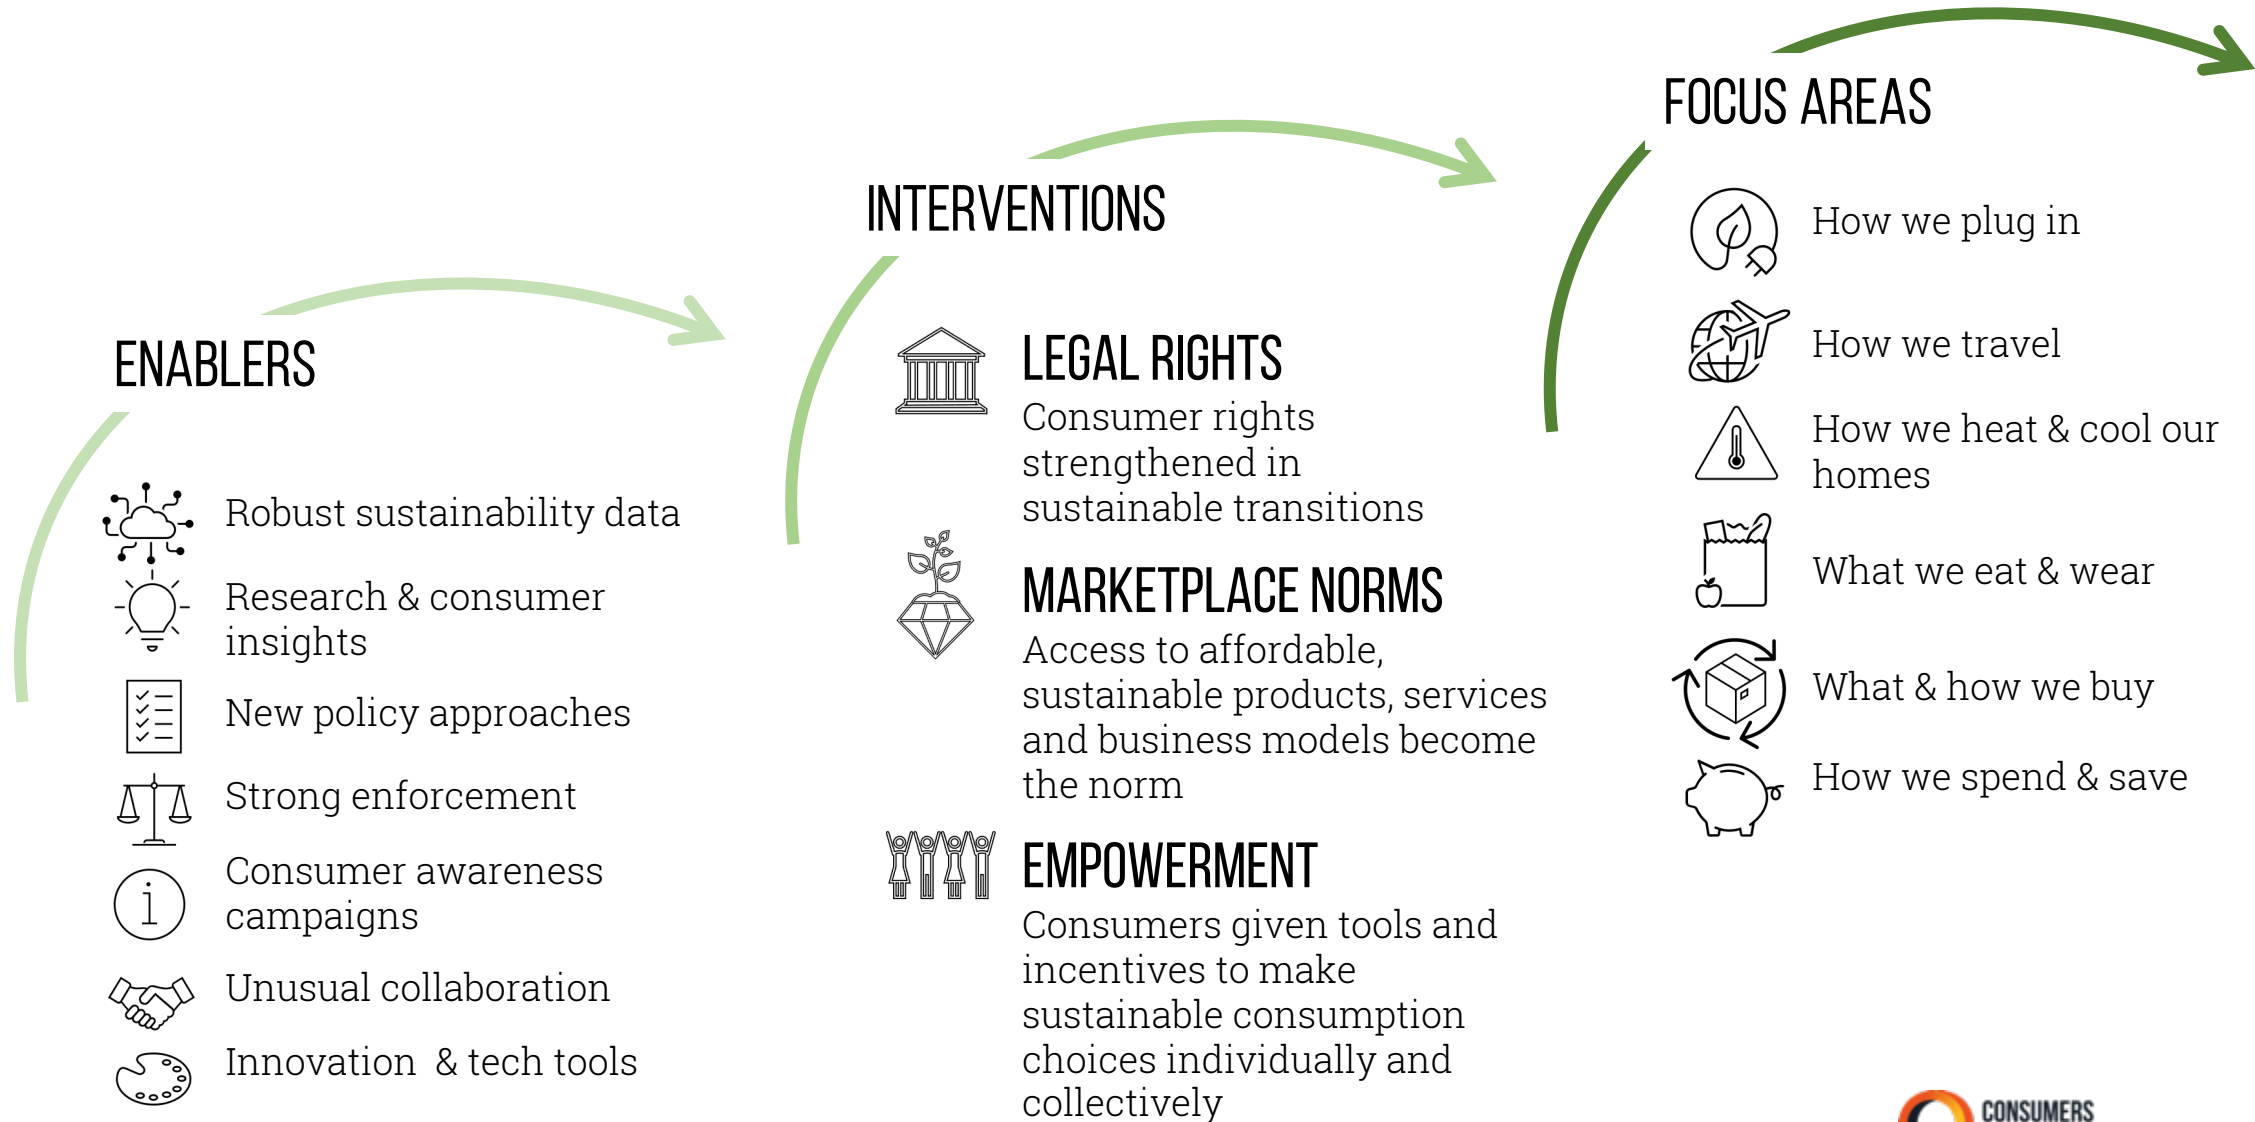 ENABLERS
Robust sustainability data
Research & consumer
insights
New policy approaches
Strong enforcement
Consumer awareness
campaigns
Unusual collaboration
Innovation & tech tools
INTERVENTIONS
LEGAL RIGHTS
Consumer rights
strengthened in
sustainable transitions
MARKETPLACE NORMS
Access to affordable,
sustainable products, services
and business models become
the norm
EMPOWERMENT
Consumers given tools and
incentives to make
sustainable consumption
choices individually and
collectively
FOCUS AREAS
How we plug in
How we travel
How we heat & cool our
homes
What we eat & wear
What & how we buy
How we spend & save
CONSUMERS